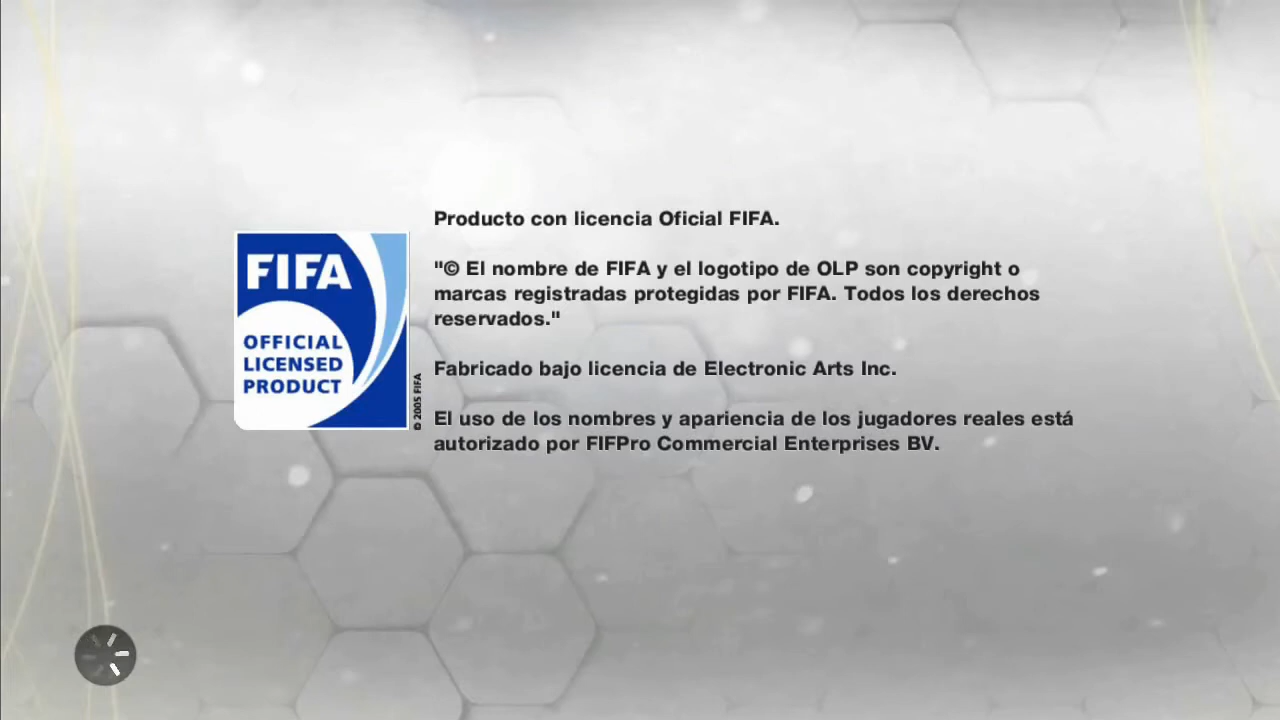 FIFA
OFFICIAL
LICENSED
PRODUCT
© 2005 FIFA
Producto con licencia Oficial FIFA.
"© El nombre de FIFA y el logotipo de OLP son copyright o
marcas registradas protegidas por FIFA. Todos los derechos
reservados."
Fabricado bajo licencia de Electronic Arts Inc.
El uso de los nombres y apariencia de los jugadores reales está
autorizado por FIFPro Commercial Enterprises BV.